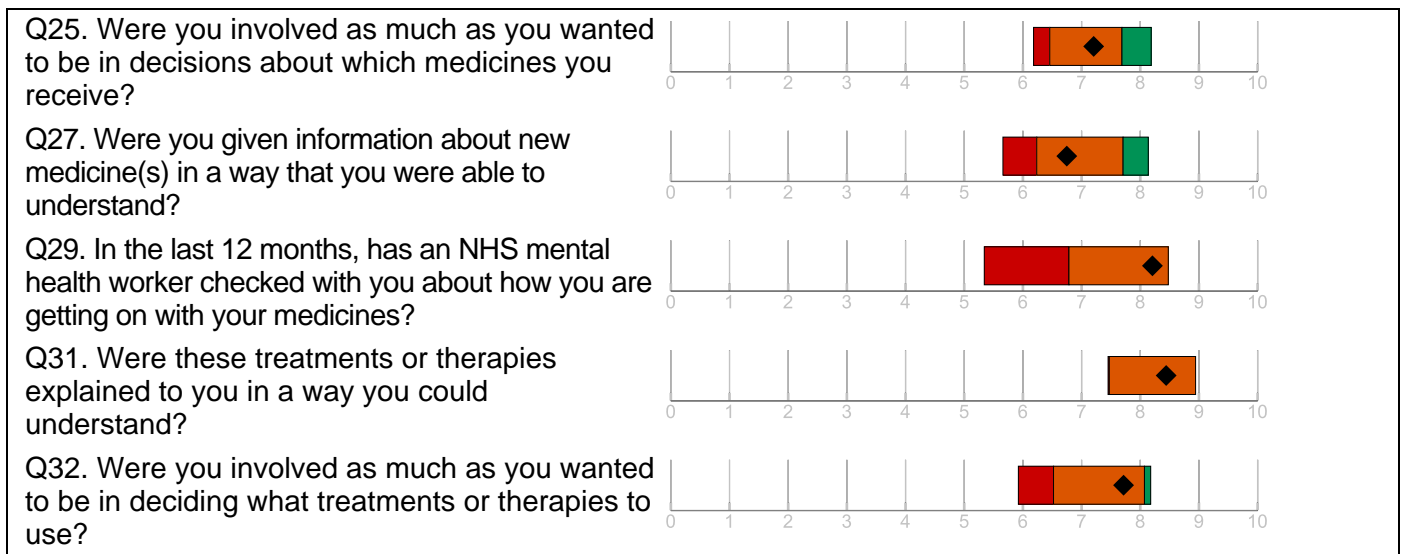 Q25. Were you involved as much as you wanted
to be in decisions about which medicines you
receive?
0 1 2 3 4 5 6 7 8 9 10
Q27. Were you given information about new
medicine(s) in a way that you were able to
understand?
0 1 2 3 4 5 6 7 8 9 10
Q29. In the last 12 months, has an NHS mental
health worker checked with you about how you are
getting on with your medicines?
0 1 2 3 4 5 6 7 8 9 10
Q31. Were these treatments or therapies
explained to you in a way you could
understand?
0 1 2 3 4 5 6 7 8 9 10
Q32. Were you involved as much as you wanted
to be in deciding what treatments or therapies to
use?
0 1 2 3 4 5 6 7 8 9 10